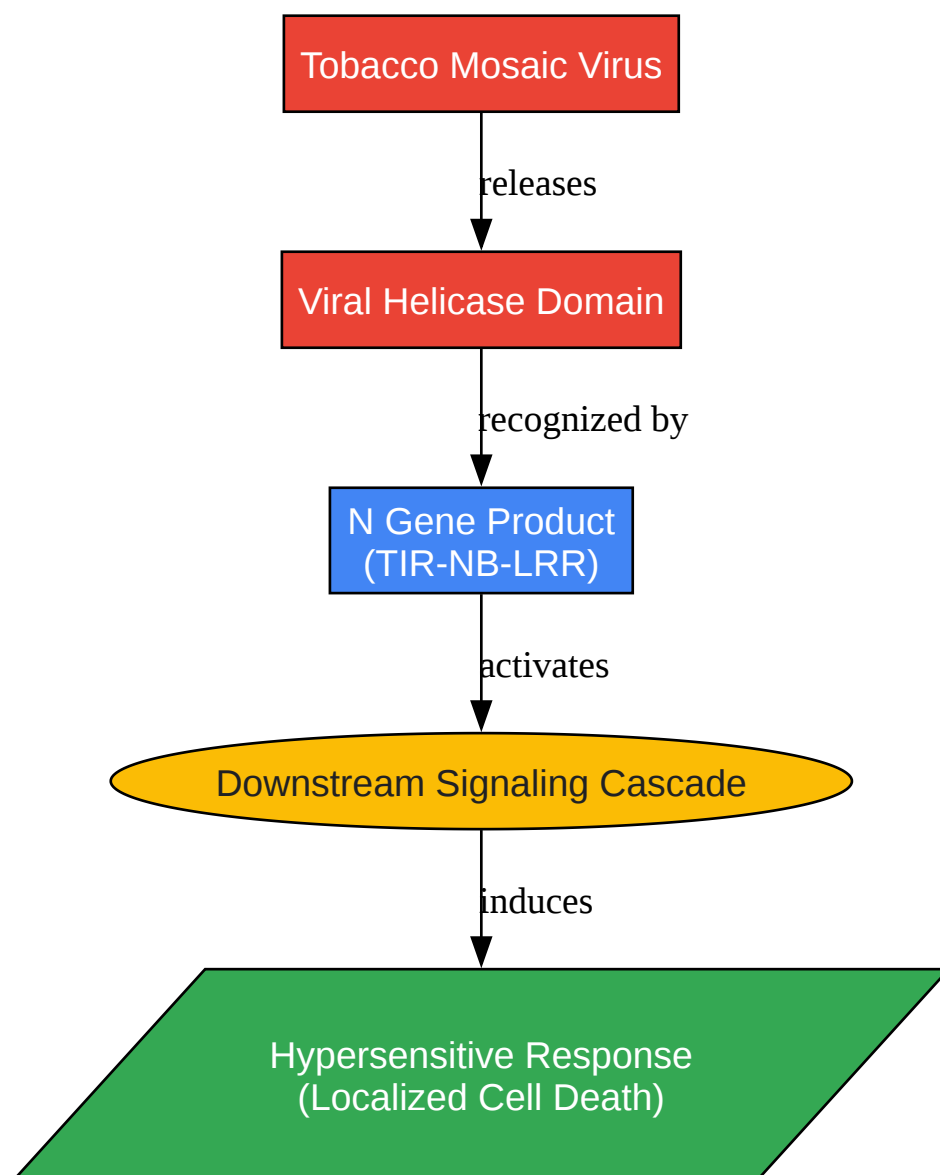 Tobacco Mosaic Virus
releases
Viral Helicase Domain
recognized by
N Gene Product
(TIR-NB-LRR)
activates
Downstream Signaling Cascade
induces
Hypersensitive Response
(Localized Cell Death)